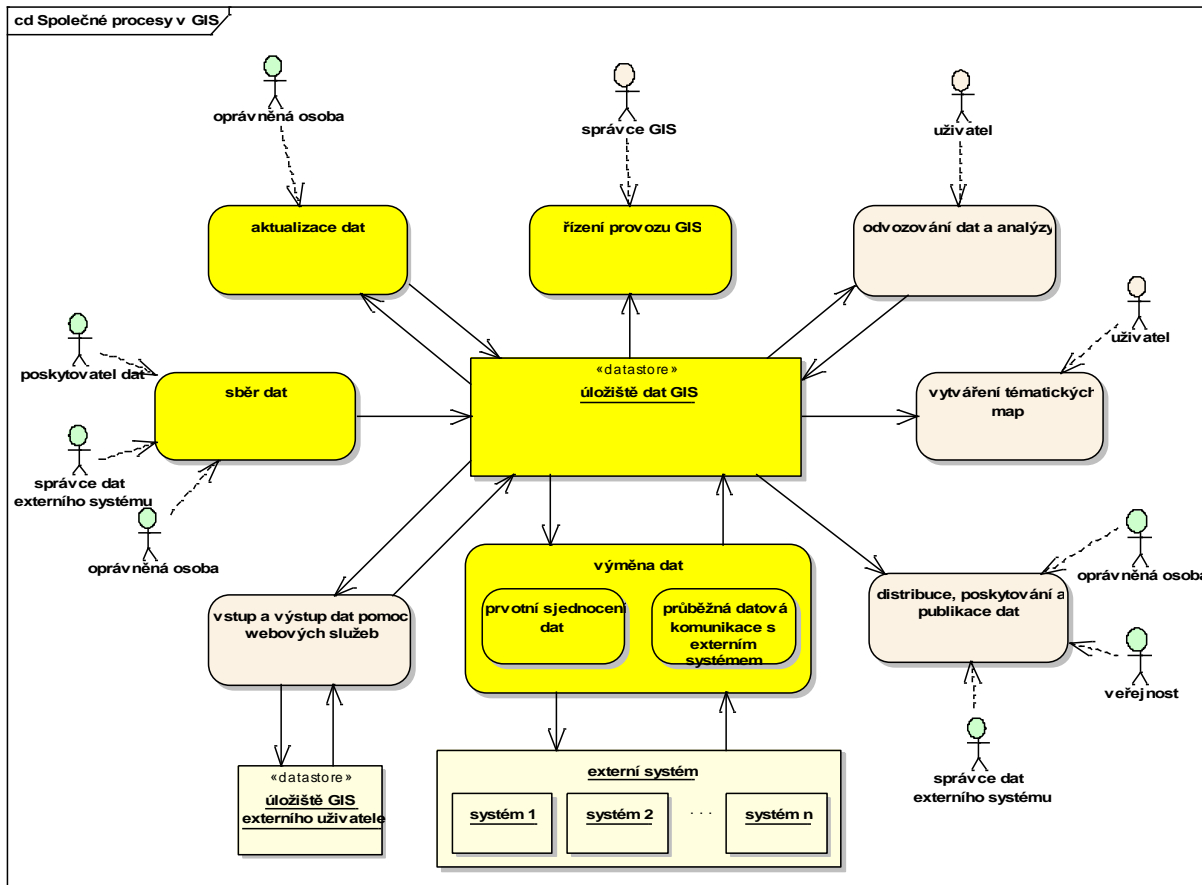 cd Společné procesy v GIS
oprávněná osoba
správce GIS
uživatel
aktualizace dat
řízení provozu GIS
odvozování dat a analýzy
poskytovatel dat
uživatel
«datastore»
úložiště dat GIS
sběr dat
vytváření tématických
map
správce dat
externího systému
oprávněná osoba
výměna dat
prvotní sjednocení
dat
průběžná datová
komunikace s
externím
systémem
oprávněná osoba
distribuce, poskytování a
publikace dat
vstup a výstup dat pomoc
webových služeb
veřejnost
«datastore»
úložiště GIS
externího uživatele
externí systém
systém 1
systém 2
. . .
systém n
správce dat
externího systému